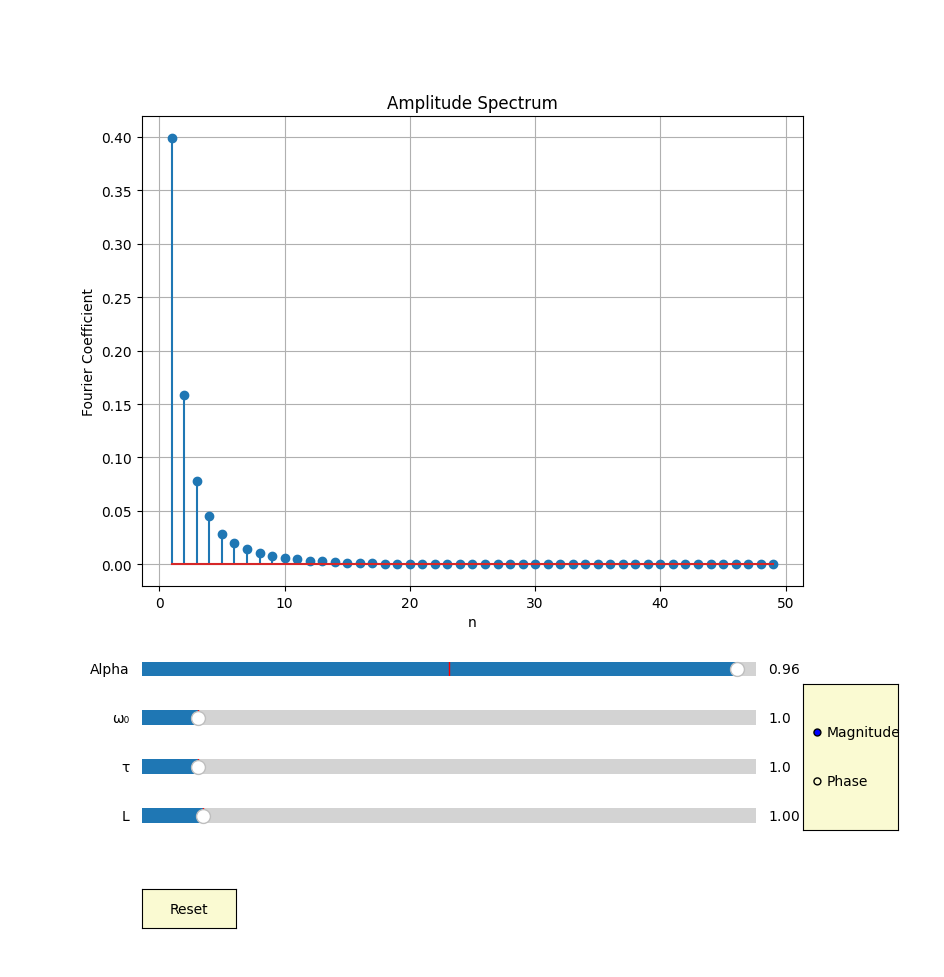 Amplitude Spectrum
0.40
0.35
0.30
0.25
0.20
0.15
0.10
0.05
0.00
Fourier Coefficient
0 10 20 30 40 50
n
Alpha 0.96
ω₀ 1.0
τ 1.0
L 1.00
Magnitude
Phase
Reset